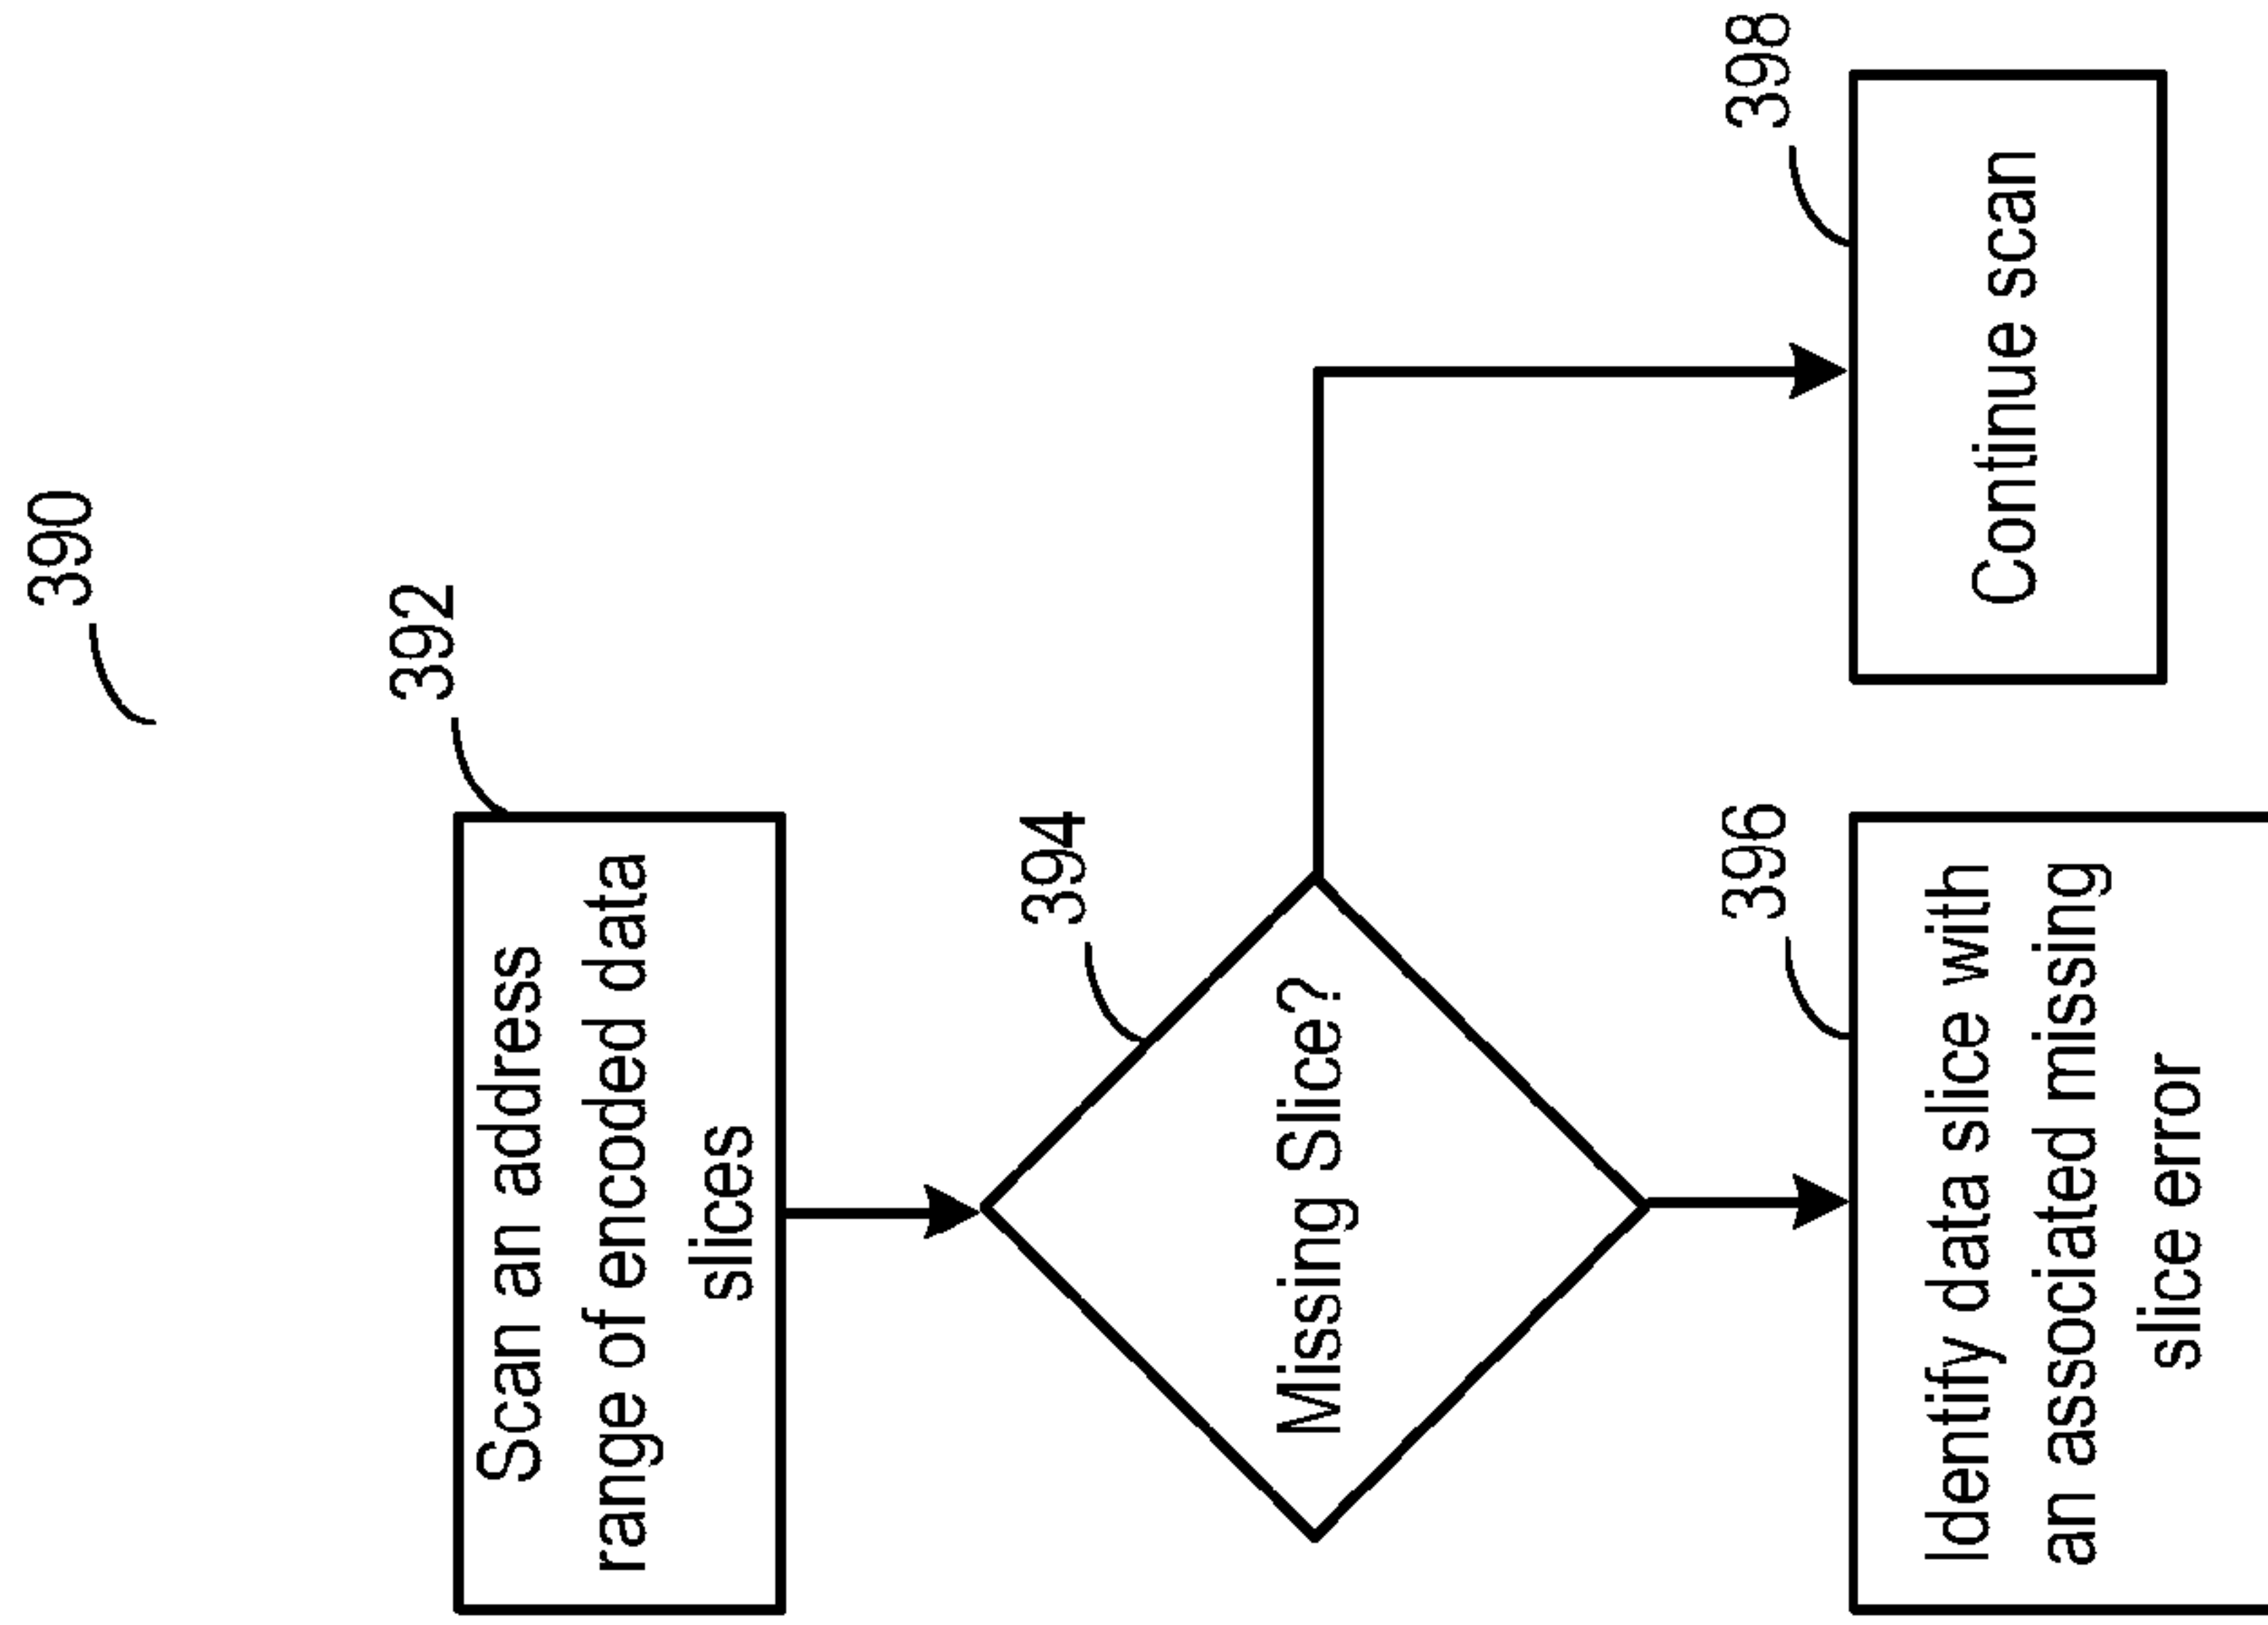 390
392
Scan an address
range of encoded data
slices
394
Missing Slice?
396
Identify data slice with
an associated missing
slice error
398
Continue scan